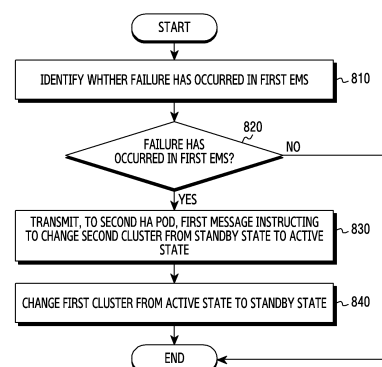 START
IDENTIFY WHTHER FAILURE HAS OCCURRED IN FIRST EMS
810
820
FAILURE HAS
OCCURRED IN FIRST EMS?
NO
YES
TRANSMIT, TO SECOND HA POD, FIRST MESSAGE INSTRUCTING
TO CHANGE SECOND CLUSTER FROM STANDBY STATE TO ACTIVE
STATE
830
CHANGE FIRST CLUSTER FROM ACTIVE STATE TO STANDBY STATE
840
END